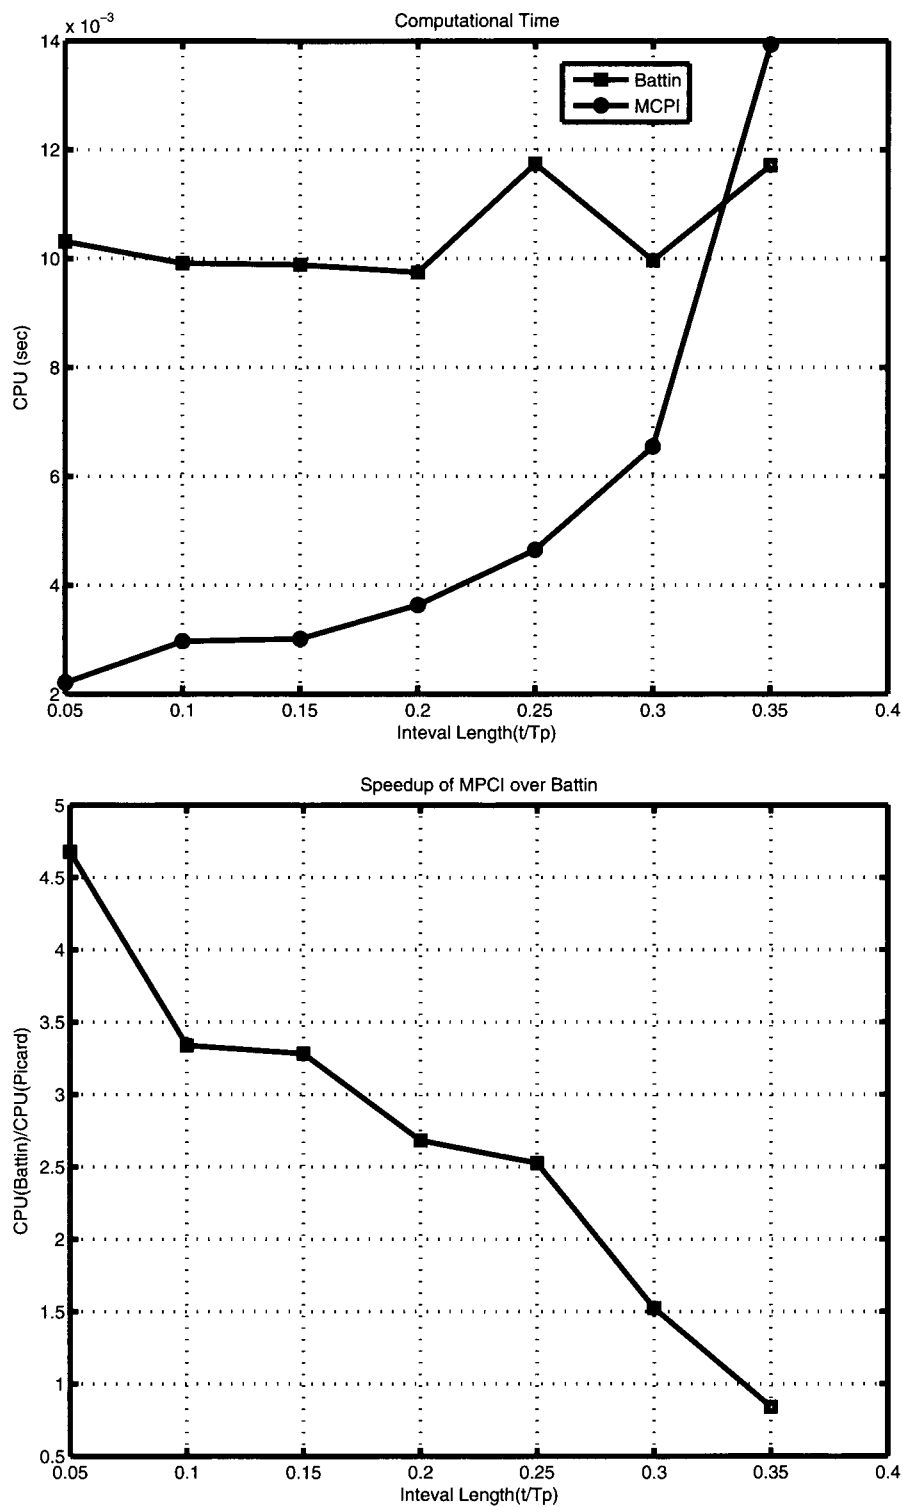 Computational Time
x 10⁻³
14
12
10
8
6
4
2
CPU (sec)
Battin
MCPI
0.05 0.1 0.15 0.2 0.25 0.3 0.35 0.4
Inteval Length(t/Tp)
Speedup of MPCI over Battin
5
4.5
4
3.5
3
2.5
2
1.5
1
0.5
CPU(Battin)/CPU(Picard)
0.05 0.1 0.15 0.2 0.25 0.3 0.35 0.4
Inteval Length(t/Tp)